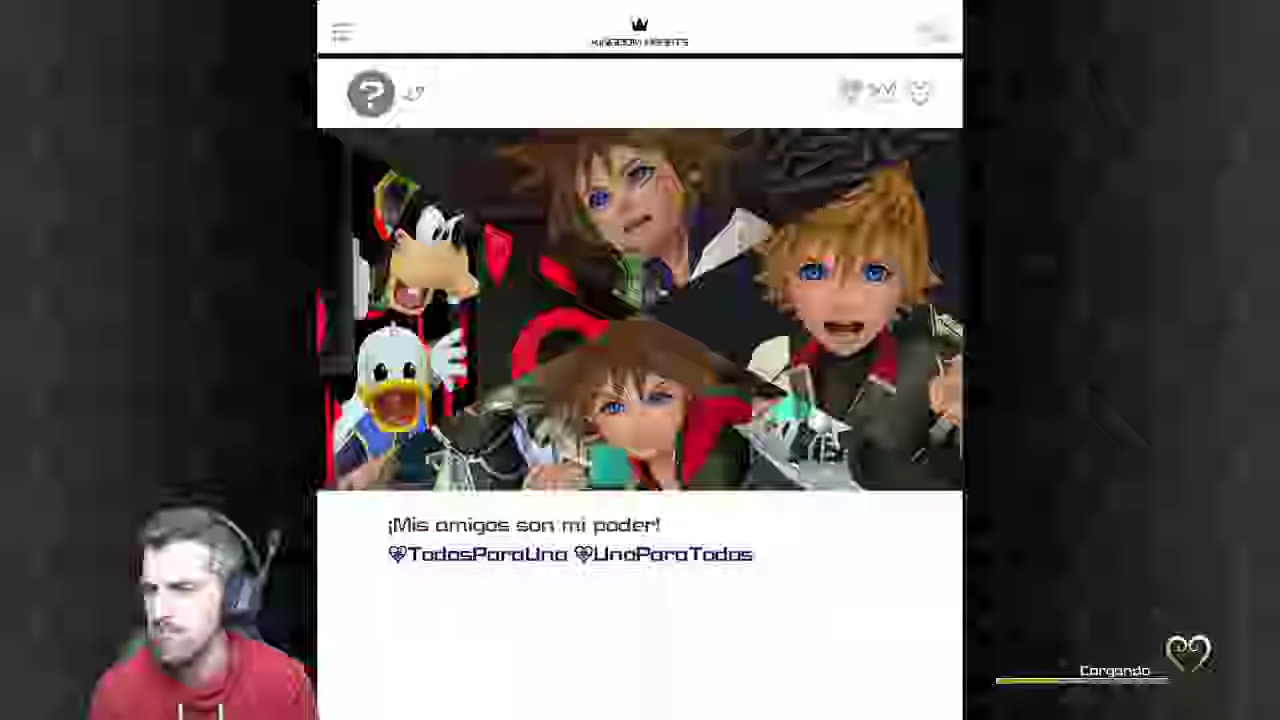 KINGDOM HEARTS
?
¡Mis amigos son mi poder!
TodosParaUno UnoParaTodos
Cargando